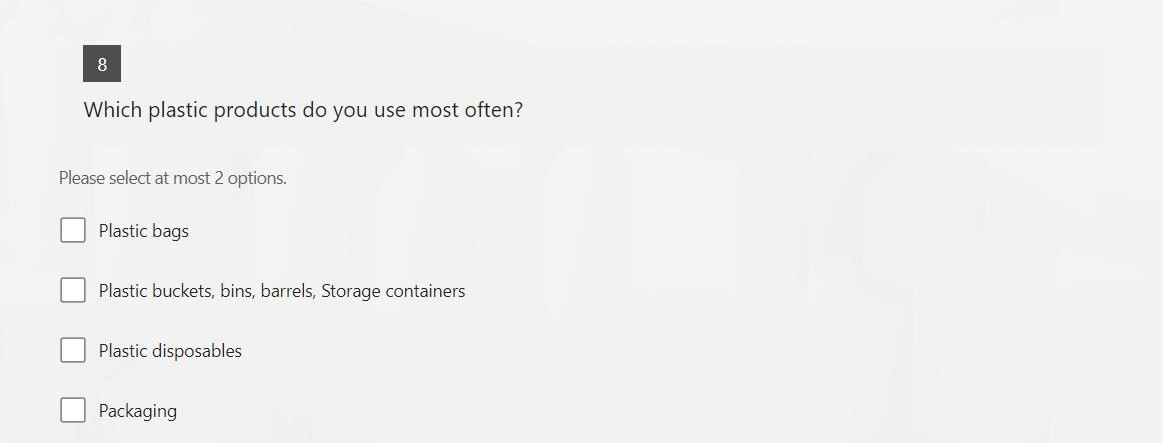 8
Which plastic products do you use most often?
Please select at most 2 options.
Plastic bags
Plastic buckets, bins, barrels, Storage containers
Plastic disposables
Packaging